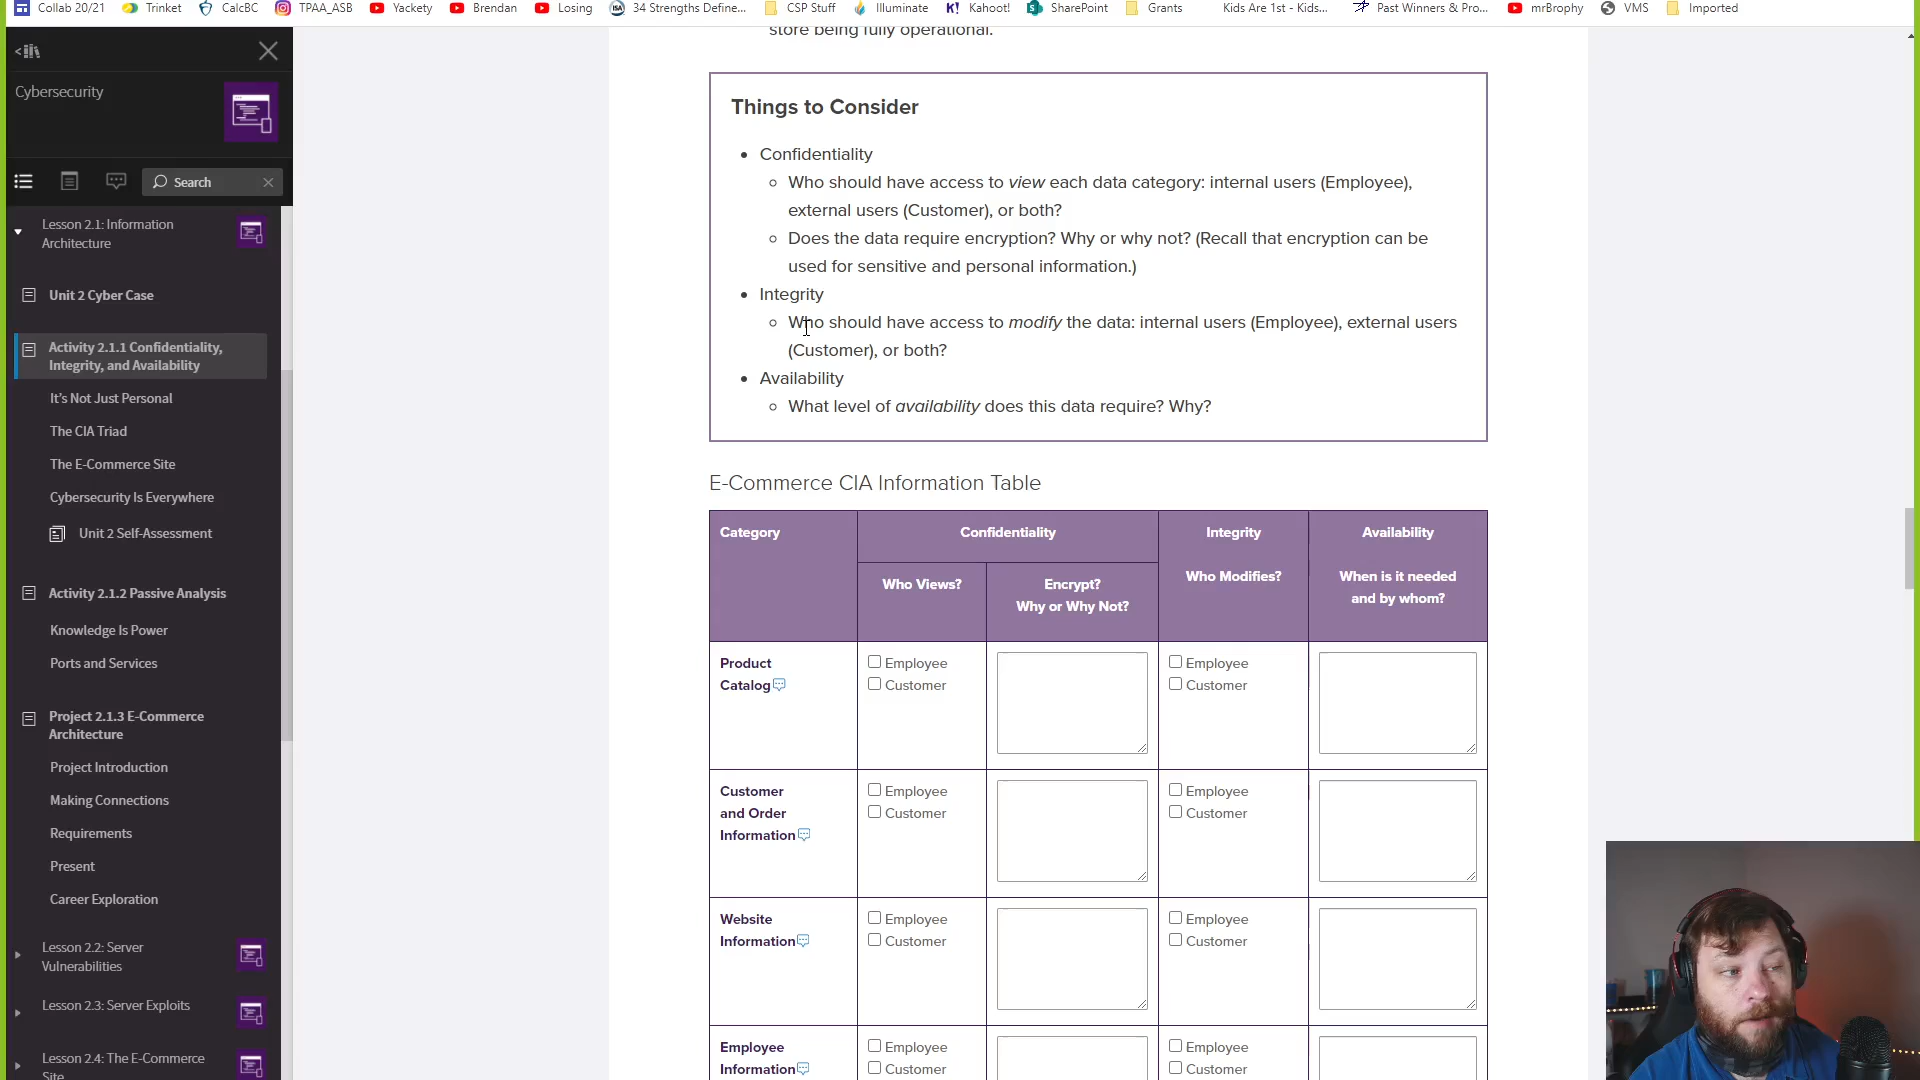 Collab 20/21 Trinket CalcBC TPAA_ASB Yackety Brendan Losing 34 Strengths Define... CSP Stuff Illuminate Kahoot! SharePoint Grants Kids Are 1st - Kids... Past Winners & Pro... mrBrophy VMS Imported
store being fully operational.
Cybersecurity
Search
Lesson 2.1: Information
Architecture
Unit 2 Cyber Case
Activity 2.1.1 Confidentiality,
Integrity, and Availability
It's Not Just Personal
The CIA Triad
The E-Commerce Site
Cybersecurity Is Everywhere
Unit 2 Self-Assessment
Activity 2.1.2 Passive Analysis
Knowledge Is Power
Ports and Services
Project 2.1.3 E-Commerce
Architecture
Project Introduction
Making Connections
Requirements
Present
Career Exploration
Lesson 2.2: Server
Vulnerabilities
Lesson 2.3: Server Exploits
Lesson 2.4: The E-Commerce
Site
Things to Consider
Confidentiality
Who should have access to view each data category: internal users (Employee),
external users (Customer), or both?
Does the data require encryption? Why or why not? (Recall that encryption can be
used for sensitive and personal information.)
Integrity
Who should have access to modify the data: internal users (Employee), external users
(Customer), or both?
Availability
What level of availability does this data require? Why?
E-Commerce CIA Information Table
Category Confidentiality Integrity Availability
Who Views? Encrypt? Who Modifies? When is it needed
Why or Why Not? and by whom?
Product Employee Employee
Catalog Customer Customer
Customer Employee Employee
and Order Customer Customer
Information
Website Employee Employee
Information Customer Customer
Employee Employee Employee
Information Customer Customer